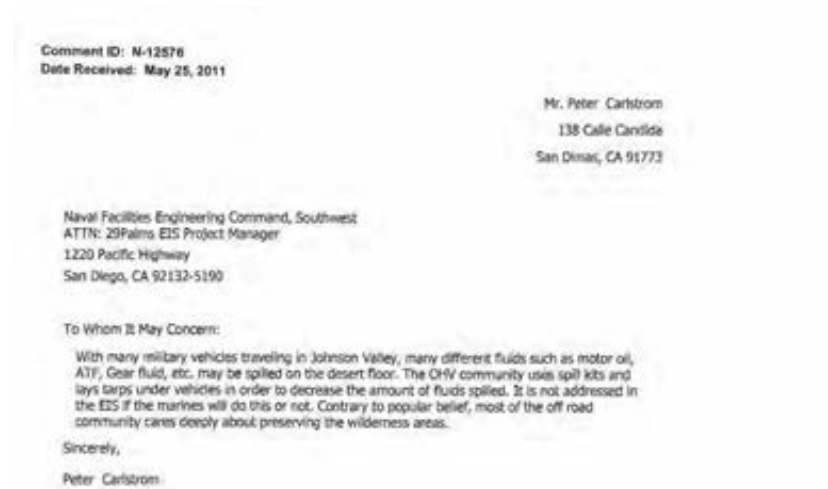 Comment ID: N-12576
Date Received: May 25, 2011
Mr. Peter Carlstrom
138 Calle Candida
San Dimas, CA 91773
Naval Facilities Engineering Command, Southwest
ATTN: 29Palms EIS Project Manager
1220 Pacific Highway
San Diego, CA 92132-5190
To Whom It May Concern:
With many military vehicles traveling in Johnson Valley, many different fluids such as motor oil,
ATF, Gear fluid, etc. may be spilled on the desert floor. The OHV community uses spill kits and
lays tarps under vehicles in order to decrease the amount of fluids spilled. It is not addressed in
the EIS if the marines will do this or not. Contrary to popular belief, most of the off road
community cares deeply about preserving the wilderness areas.
Sincerely,
Peter Carlstrom